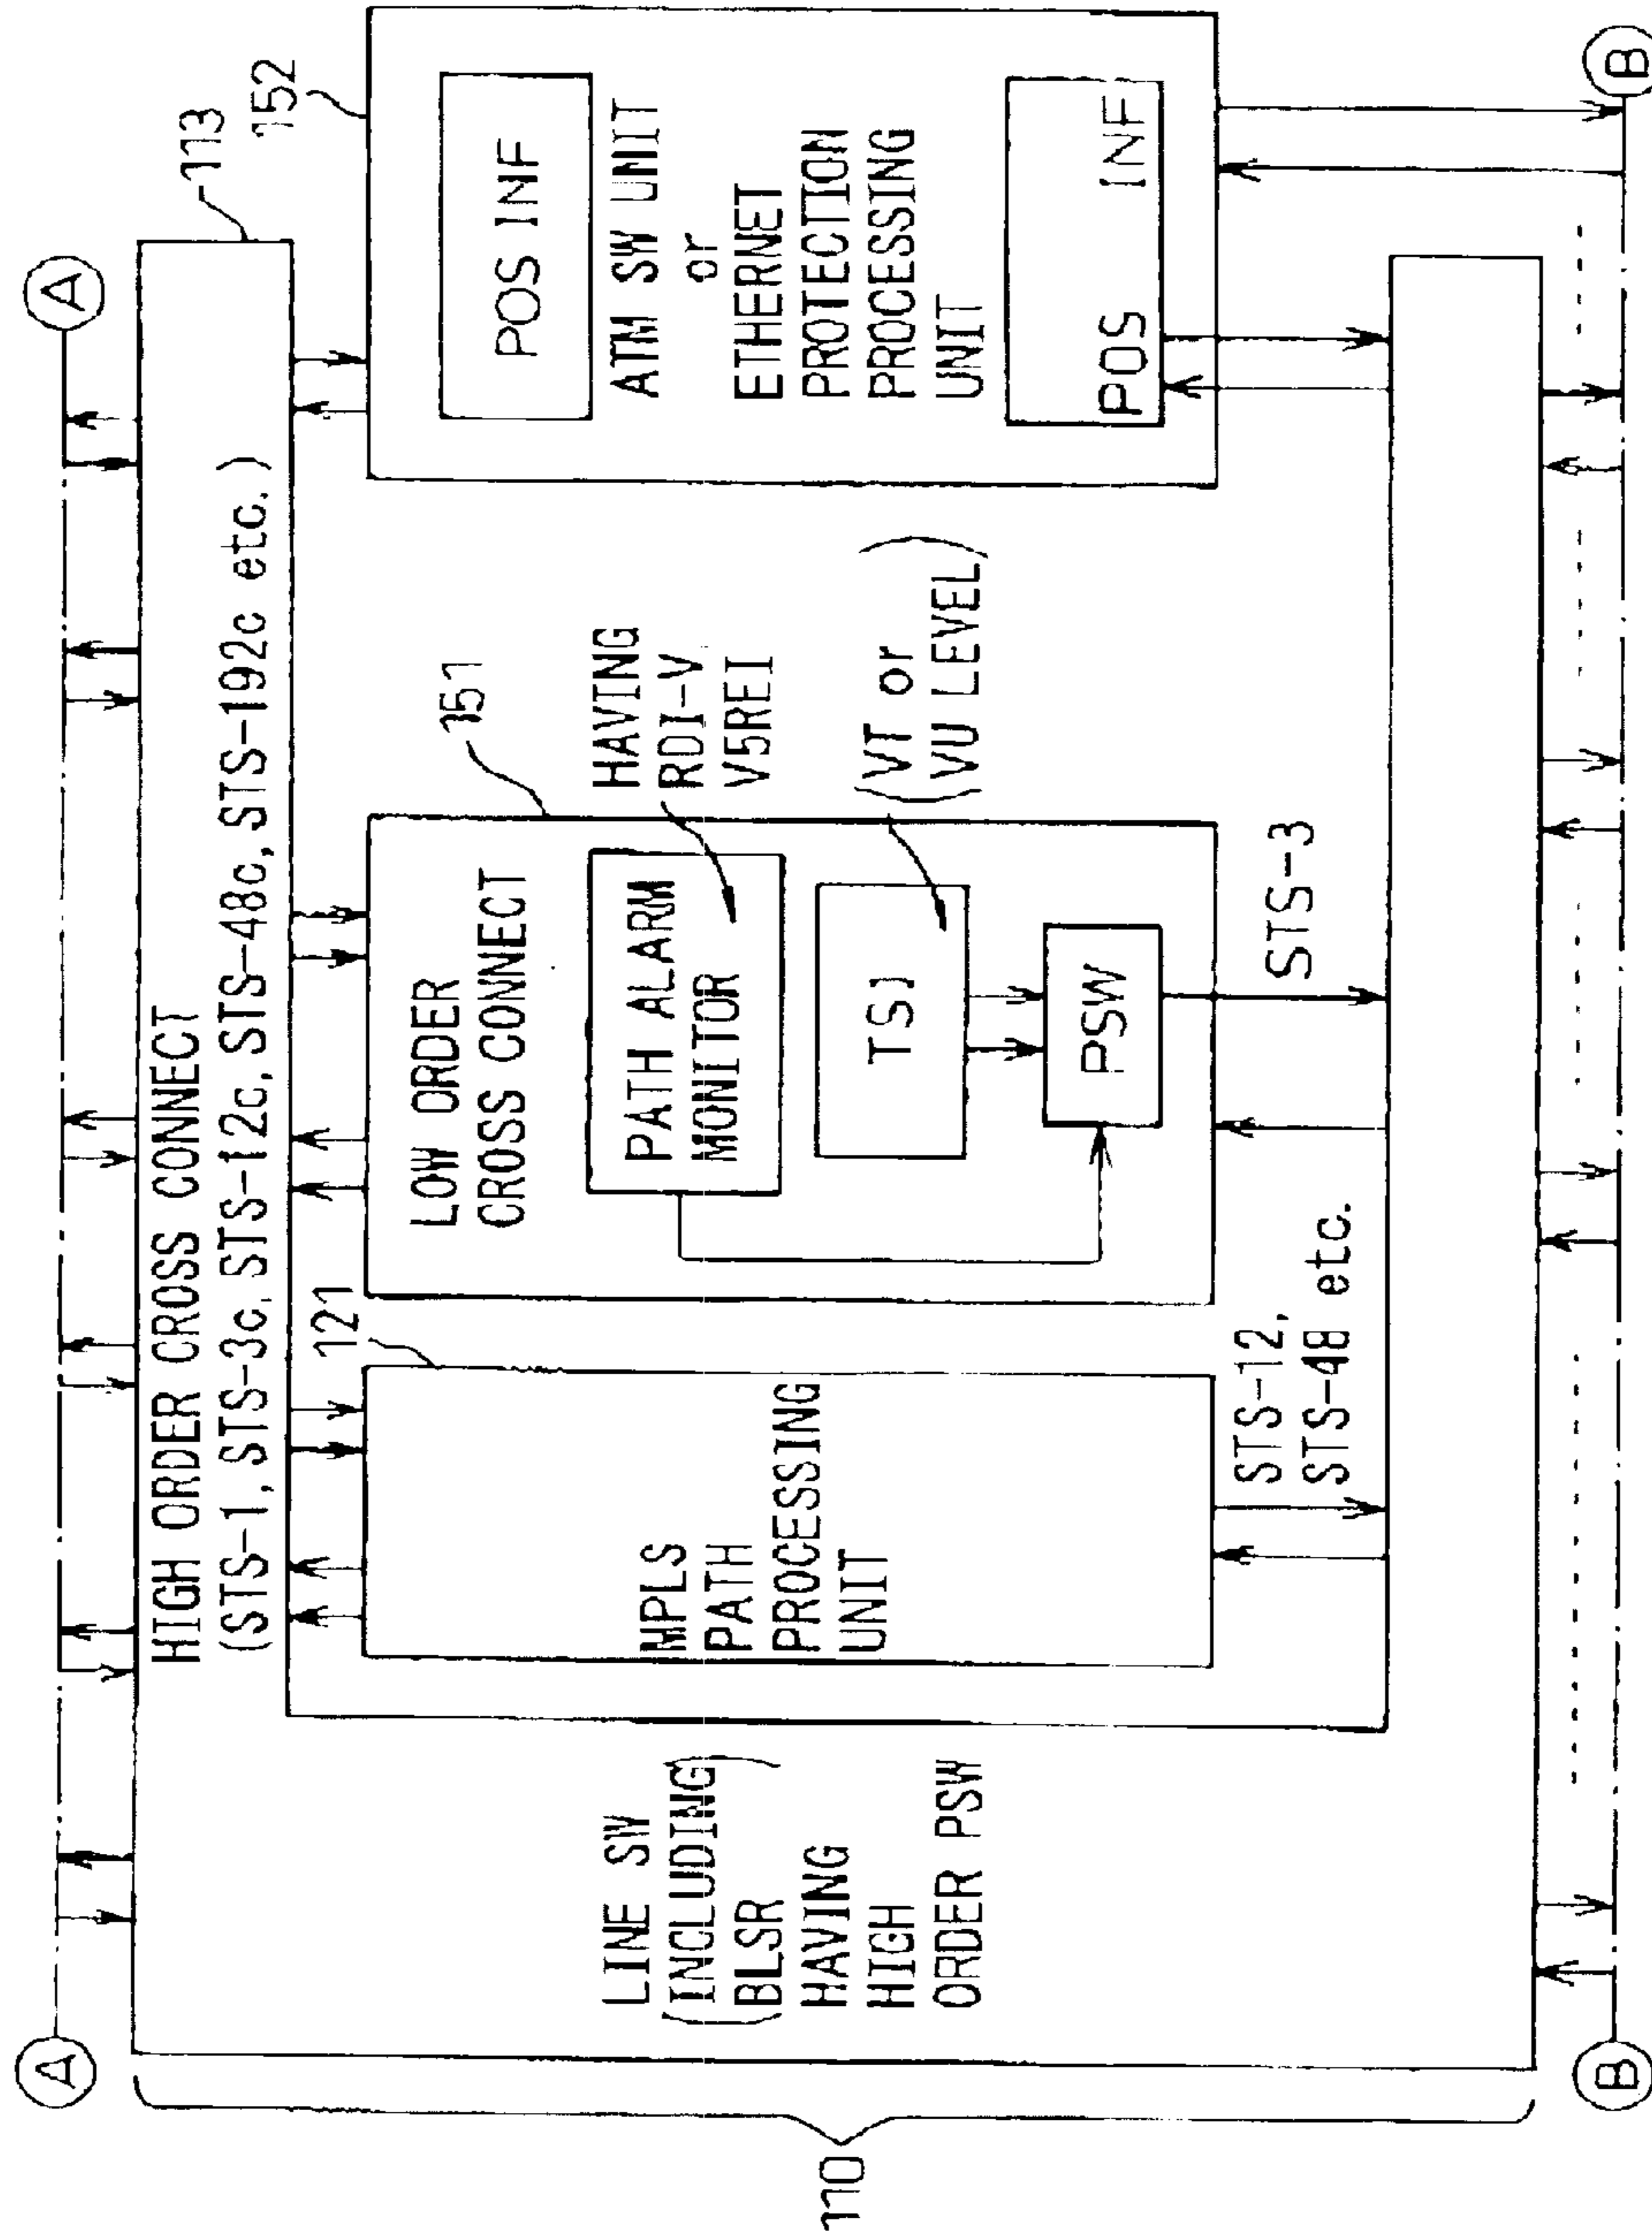 A
A
113
152
HIGH ORDER CROSS CONNECT
(STS-1, STS-3c, STS-12c, STS-48c, STS-192c etc.)
110
LINE SW
(INCLUDING
BLSR)
HAVING
HIGH
ORDER PSW
121
MPLS
PATH
PROCESSING
UNIT
STS-12,
STS-48 etc.
151
LOW ORDER
CROSS CONNECT
PATH ALARM
MONITOR
TSI
PSW
HAVING
RDI-V
V5REI
(VT or
VU LEVEL)
STS-3
POS INF
ATM SW UNIT
or
ETHERNET
PROTECTION
PROCESSING
UNIT
POS INF
B
B